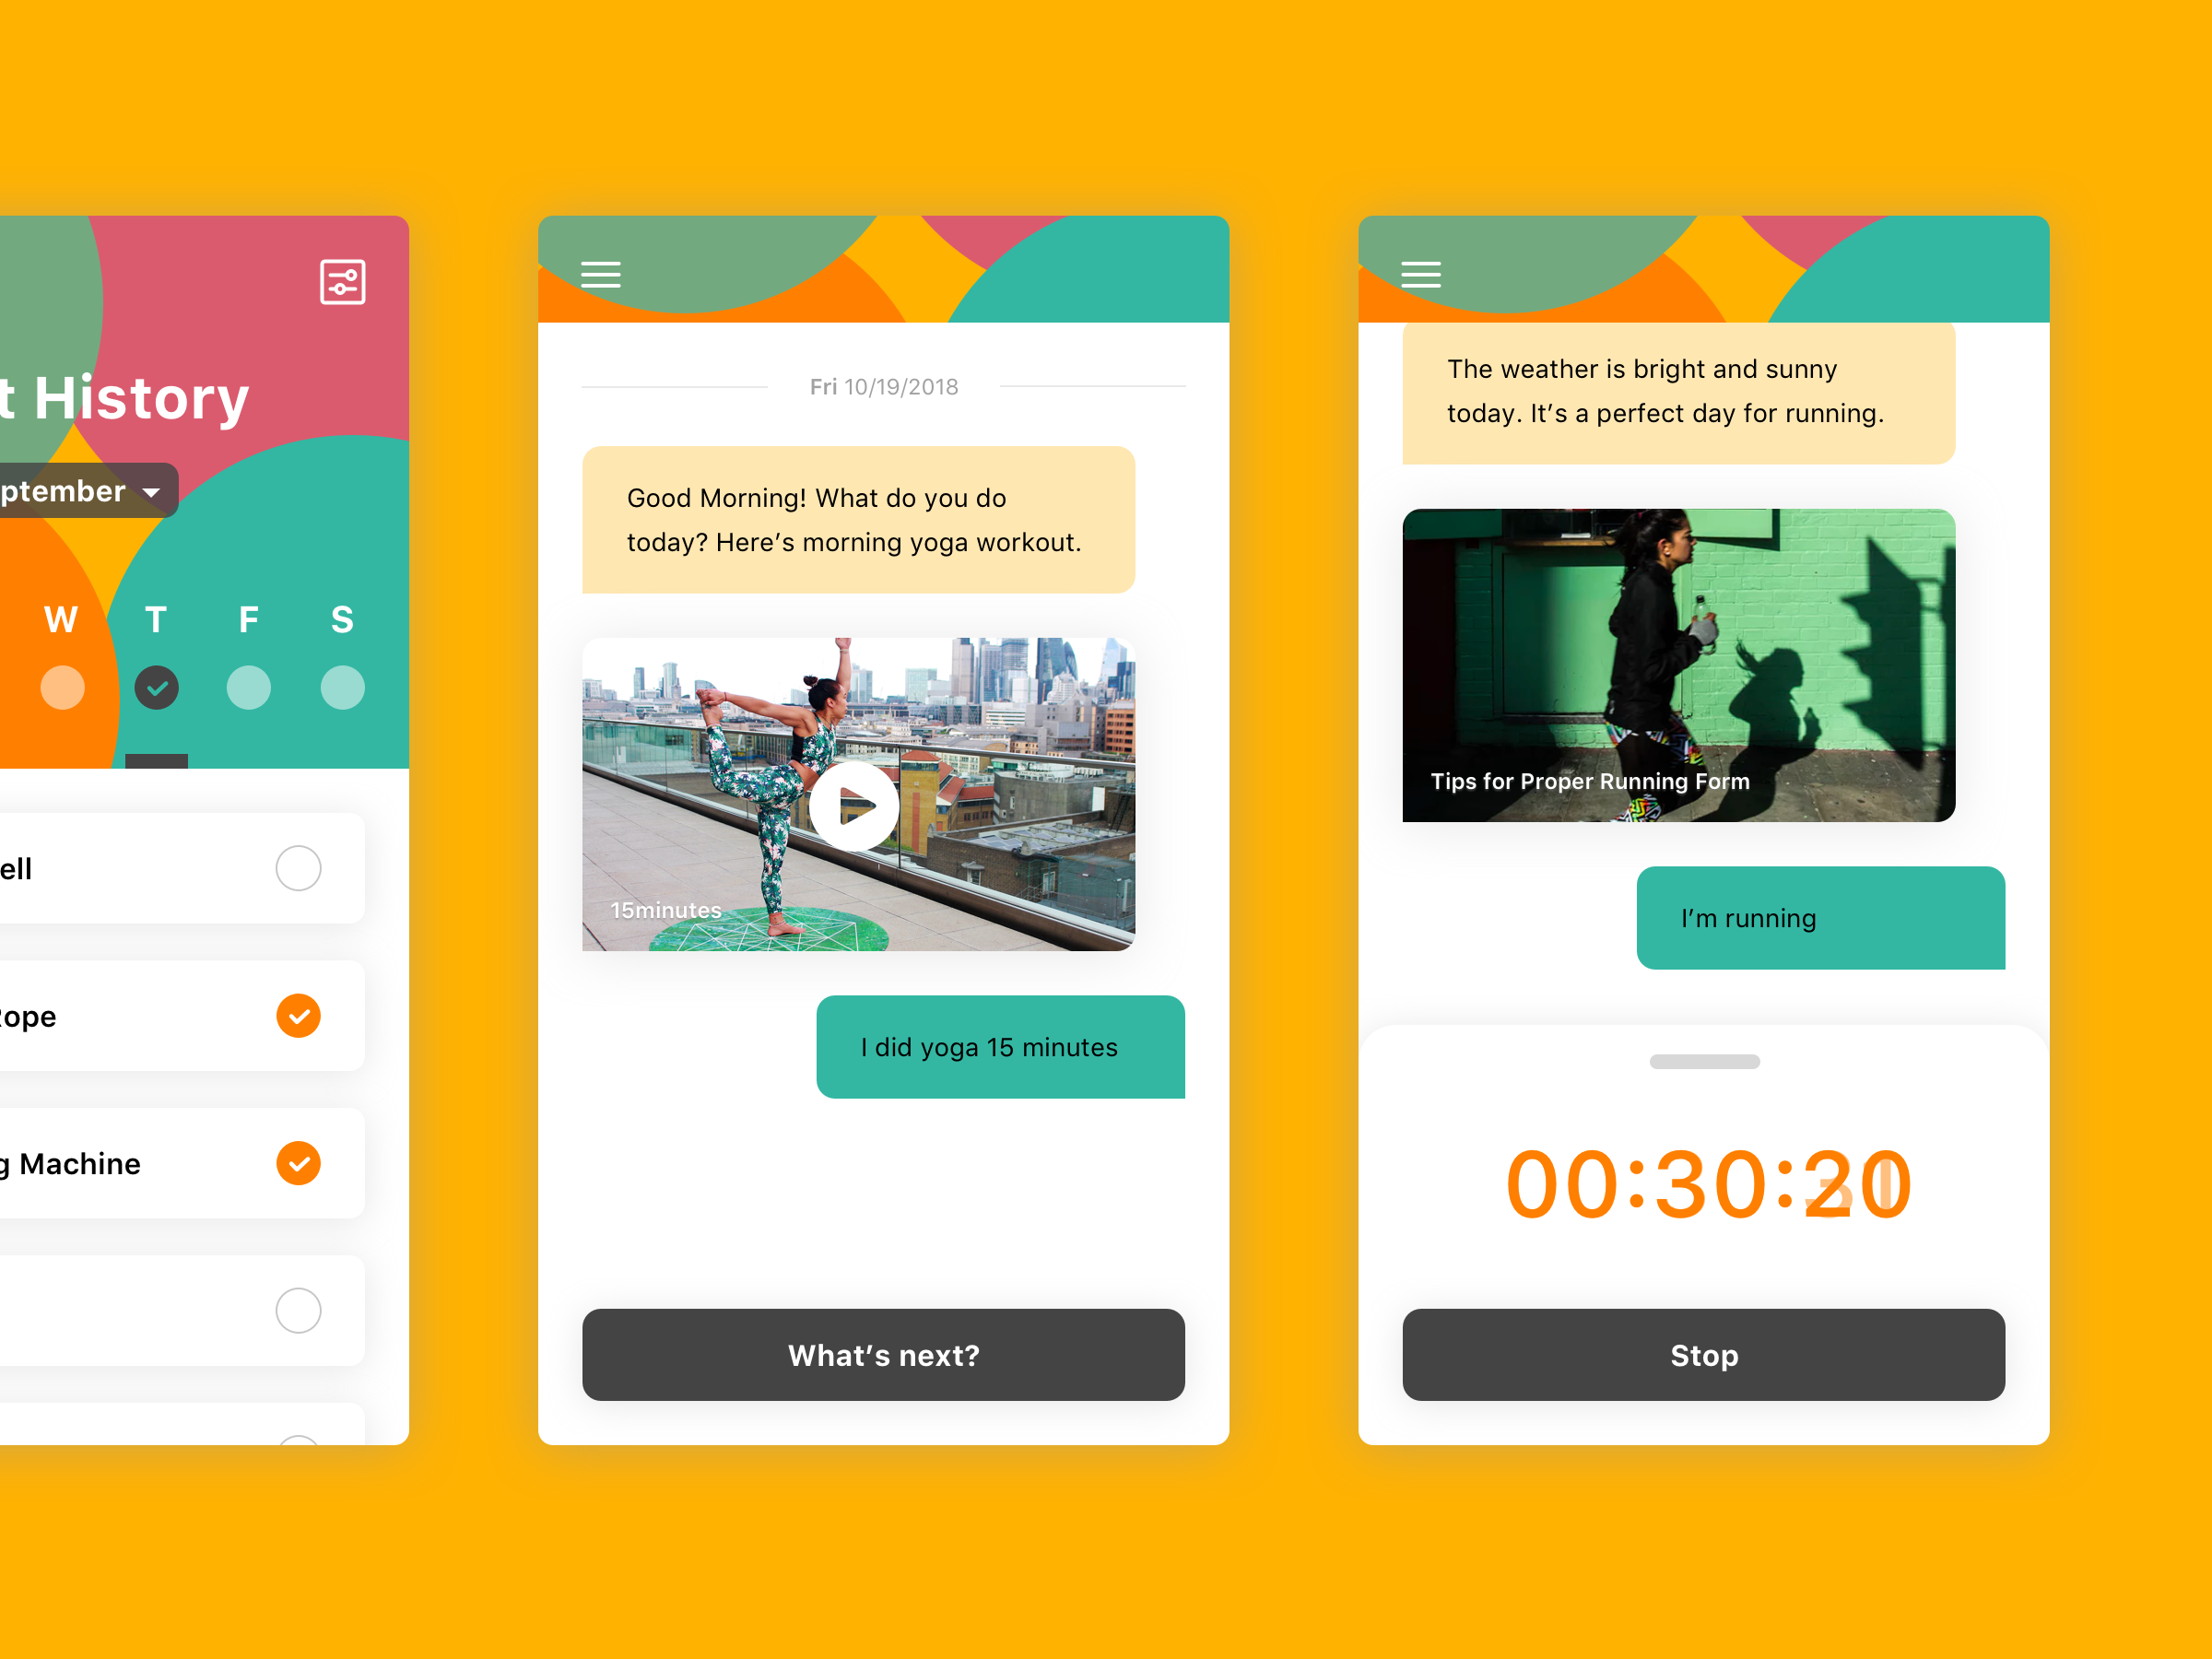 t History
ptember
W T F S
ell
Rope
g Machine
Fri 10/19/2018
Good Morning! What do you do
today? Here’s morning yoga workout.
15minutes
I did yoga 15 minutes
What’s next?
The weather is bright and sunny
today. It’s a perfect day for running.
Tips for Proper Running Form
I’m running
00:30:20
Stop